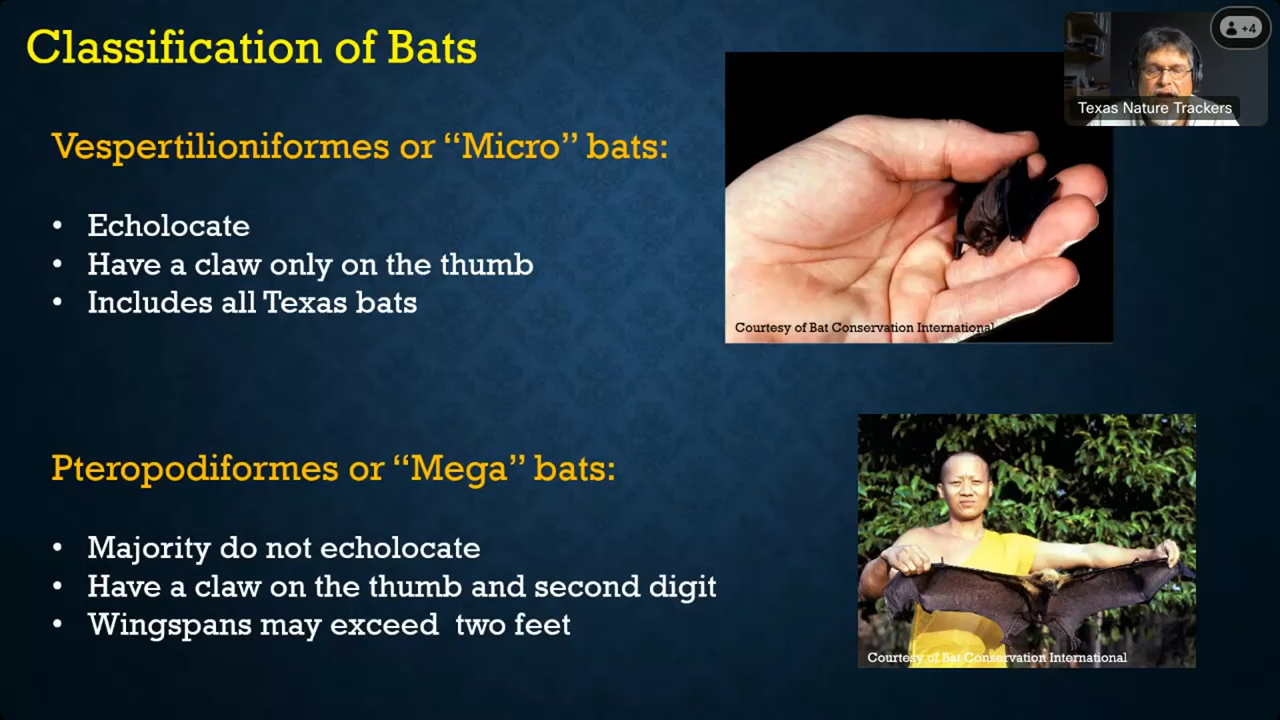 Classification of Bats
+4
Texas Nature Trackers
Vespertilioniformes or “Micro” bats:
• Echolocate
• Have a claw only on the thumb
• Includes all Texas bats
Courtesy of Bat Conservation International
Pteropodiformes or “Mega” bats:
• Majority do not echolocate
• Have a claw on the thumb and second digit
• Wingspans may exceed  two feet
Courtesy of Bat Conservation International